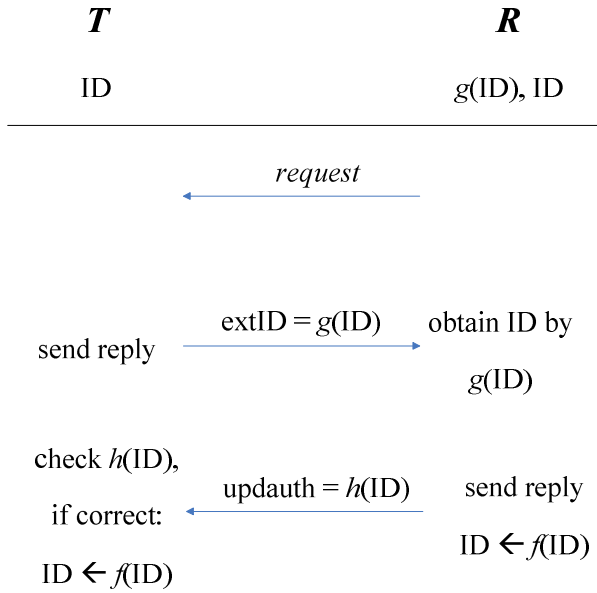 T R
ID g(ID), ID
request
extID = g(ID)
send reply
obtain ID by
g(ID)
check h(ID),
if correct:
ID ← f(ID)
updauth = h(ID)
send reply
ID ← f(ID)